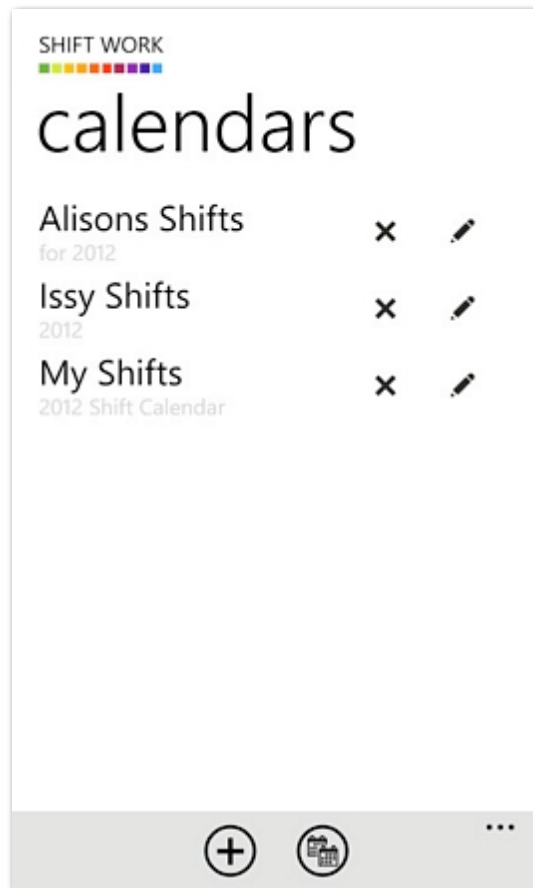 SHIFT WORK
calendars
Alisons Shifts
for 2012
Issy Shifts
2012
My Shifts
2012 Shift Calendar